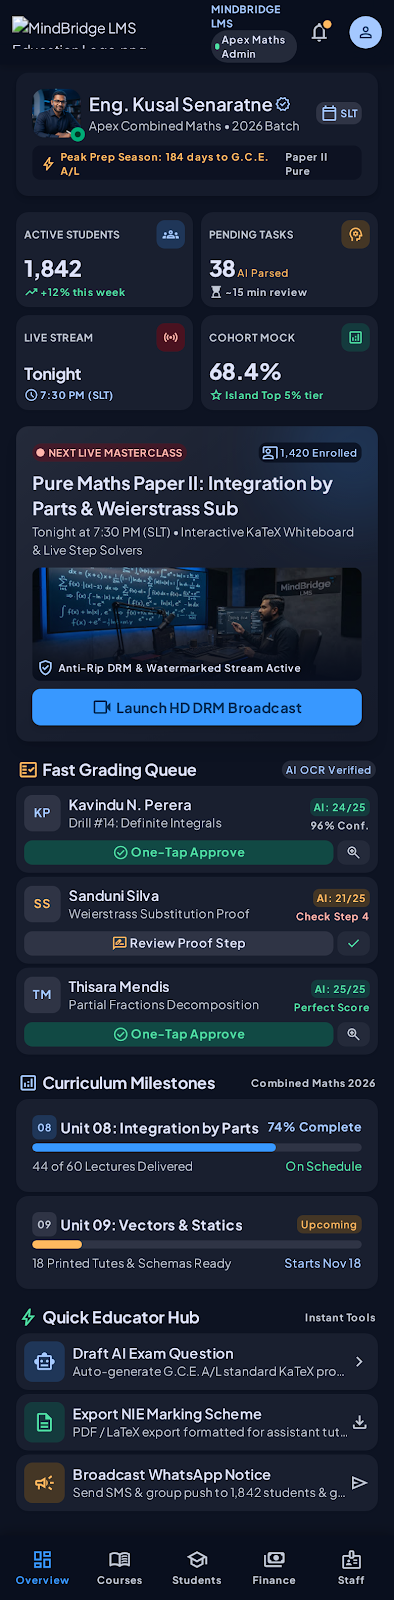 MindBridge LMS
MINDBRIDGE
LMS
Apex Maths
Admin
Eng. Kusal Senaratne
Apex Combined Maths • 2026 Batch
SLT
Peak Prep Season: 184 days to G.C.E.
A/L
Paper II
Pure
ACTIVE STUDENTS
1,842
+12% this week
PENDING TASKS
38 AI Parsed
~15 min review
LIVE STREAM
Tonight
7:30 PM (SLT)
COHORT MOCK
68.4%
Island Top 5% tier
NEXT LIVE MASTERCLASS
1,420 Enrolled
Pure Maths Paper II: Integration by
Parts & Weierstrass Sub
Tonight at 7:30 PM (SLT) • Interactive KaTeX Whiteboard
& Live Step Solvers
MindBridge
LMS
Anti-Rip DRM & Watermarked Stream Active
Launch HD DRM Broadcast
Fast Grading Queue
AI OCR Verified
KP
Kavindu N. Perera
Drill #14: Definite Integrals
AI: 24/25
96% Conf.
One-Tap Approve
SS
Sanduni Silva
Weierstrass Substitution Proof
AI: 21/25
Check Step 4
Review Proof Step
TM
Thisara Mendis
Partial Fractions Decomposition
AI: 25/25
Perfect Score
One-Tap Approve
Curriculum Milestones
Combined Maths 2026
08 Unit 08: Integration by Parts 74% Complete
44 of 60 Lectures Delivered
On Schedule
09 Unit 09: Vectors & Statics
Upcoming
18 Printed Tutes & Schemas Ready
Starts Nov 18
Quick Educator Hub
Instant Tools
Draft AI Exam Question
Auto-generate G.C.E. A/L standard KaTeX pro...
Export NIE Marking Scheme
PDF / LaTeX export formatted for assistant tut...
Broadcast WhatsApp Notice
Send SMS & group push to 1,842 students & g...
Overview
Courses
Students
Finance
Staff